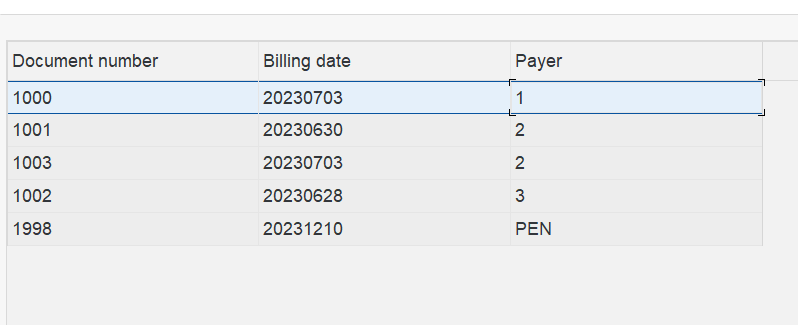 Document number Billing date Payer
1000 20230703 1
1001 20230630 2
1003 20230703 2
1002 20230628 3
1998 20231210 PEN